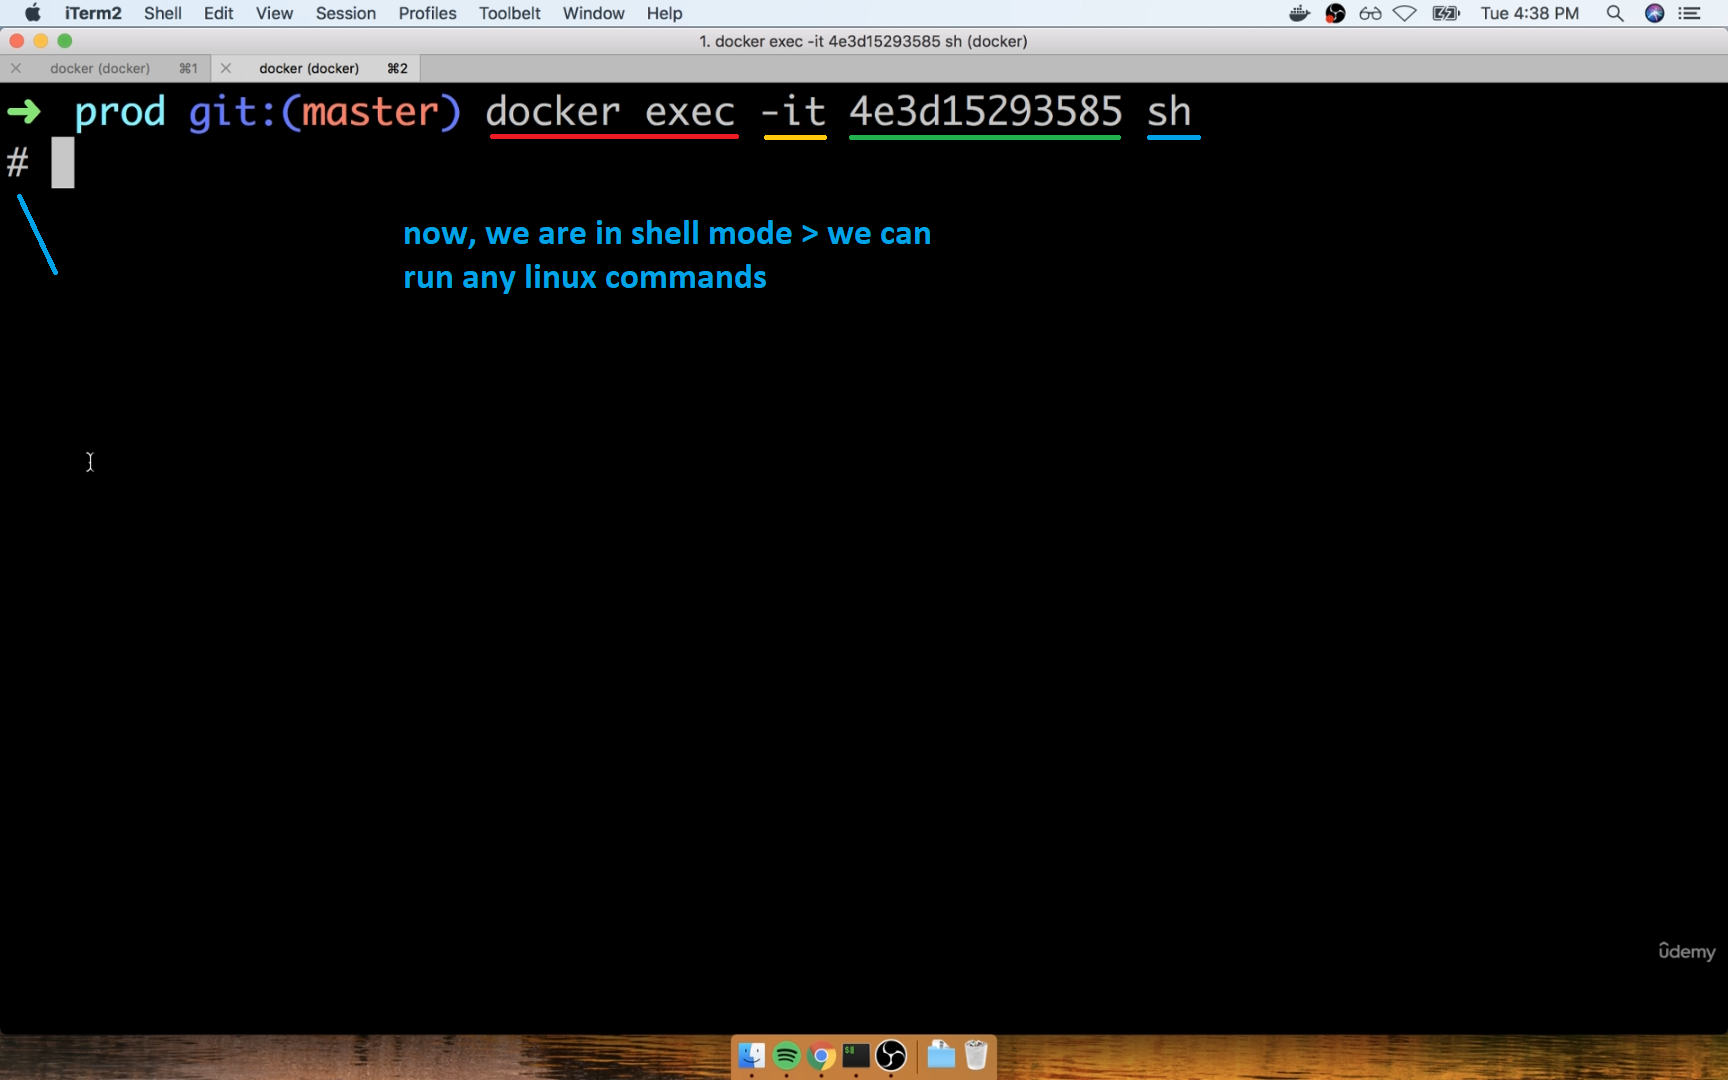 iTerm2 Shell Edit View Session Profiles Toolbelt Window Help Tue 4:38 PM
1. docker exec -it 4e3d15293585 sh (docker)
docker (docker) ⌘1 docker (docker) ⌘2
➜ prod git:(master) docker exec -it 4e3d15293585 sh
#
now, we are in shell mode > we can
run any linux commands
ûdemy